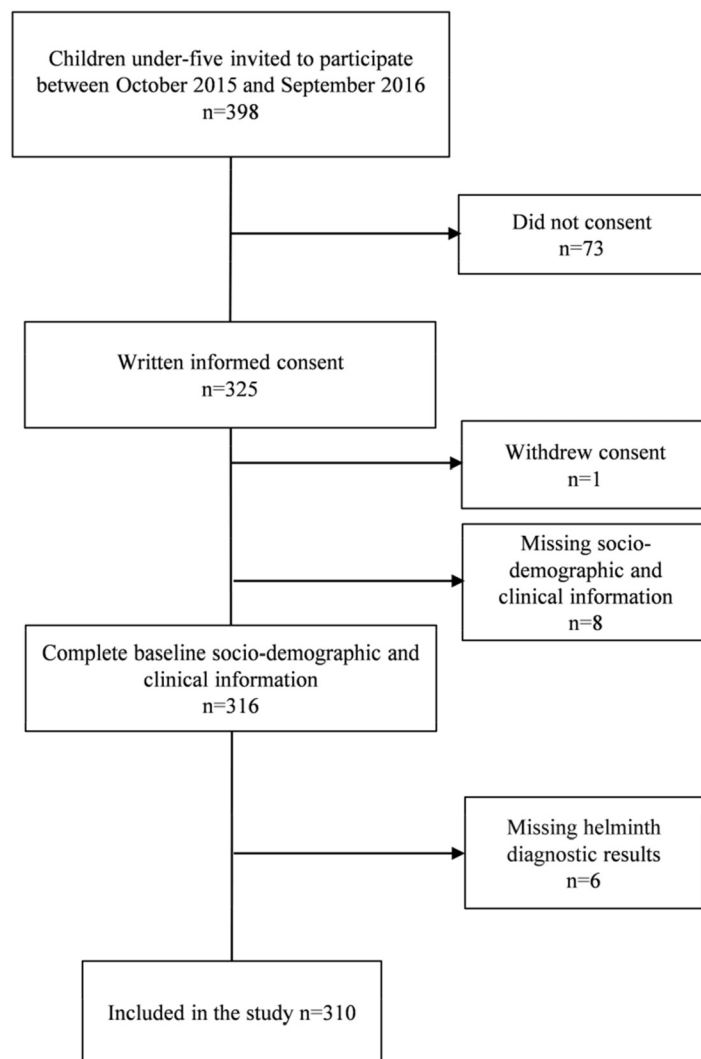 Children under-five invited to participate
between October 2015 and September 2016
n=398
Did not consent
n=73
Written informed consent
n=325
Withdrew consent
n=1
Missing socio-
demographic and
clinical information
n=8
Complete baseline socio-demographic and
clinical information
n=316
Missing helminth
diagnostic results
n=6
Included in the study n=310